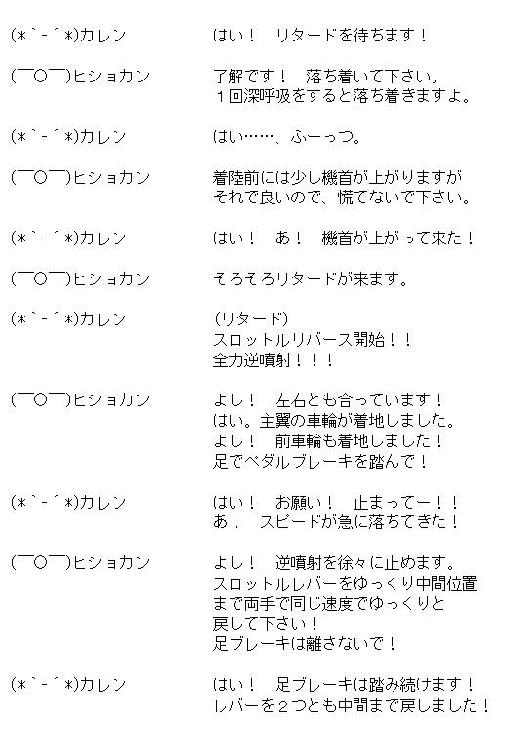 (*｀-´*)カレン　はい！　リタードを待ちます！
(￣○￣)ヒショカン　了解です！　落ち着いて下さい。
１回深呼吸をすると落ち着きますよ。
(*｀-´*)カレン　はい……、ふーっつ。
(￣○￣)ヒショカン　着陸前には少し機首が上がりますが
それで良いので、慌てないで下さい。
(*｀-´*)カレン　はい！　あ！　機首が上がって来た！
(￣○￣)ヒショカン　そろそろリタードが来ます。
(*｀-´*)カレン　（リタード）
スロットルリバース開始！！
全力逆噴射！！！
(￣○￣)ヒショカン　よし！　左右とも合っています！
はい。主翼の車輪が着地しました。
よし！　前車輪も着地しました！
足でペダルブレーキを踏んで！
(*｀-´*)カレン　はい！　お願い！　止まってー！！
あ、　スピードが急に落ちてきた！
(￣○￣)ヒショカン　よし！　逆噴射を徐々に止めます。
スロットルレバーをゆっくり中間位置
まで両手で同じ速度でゆっくりと
戻して下さい！
足ブレーキは離さないで！
(*｀-´*)カレン　はい！　足ブレーキは踏み続けます！
レバーを２つとも中間まで戻しました！